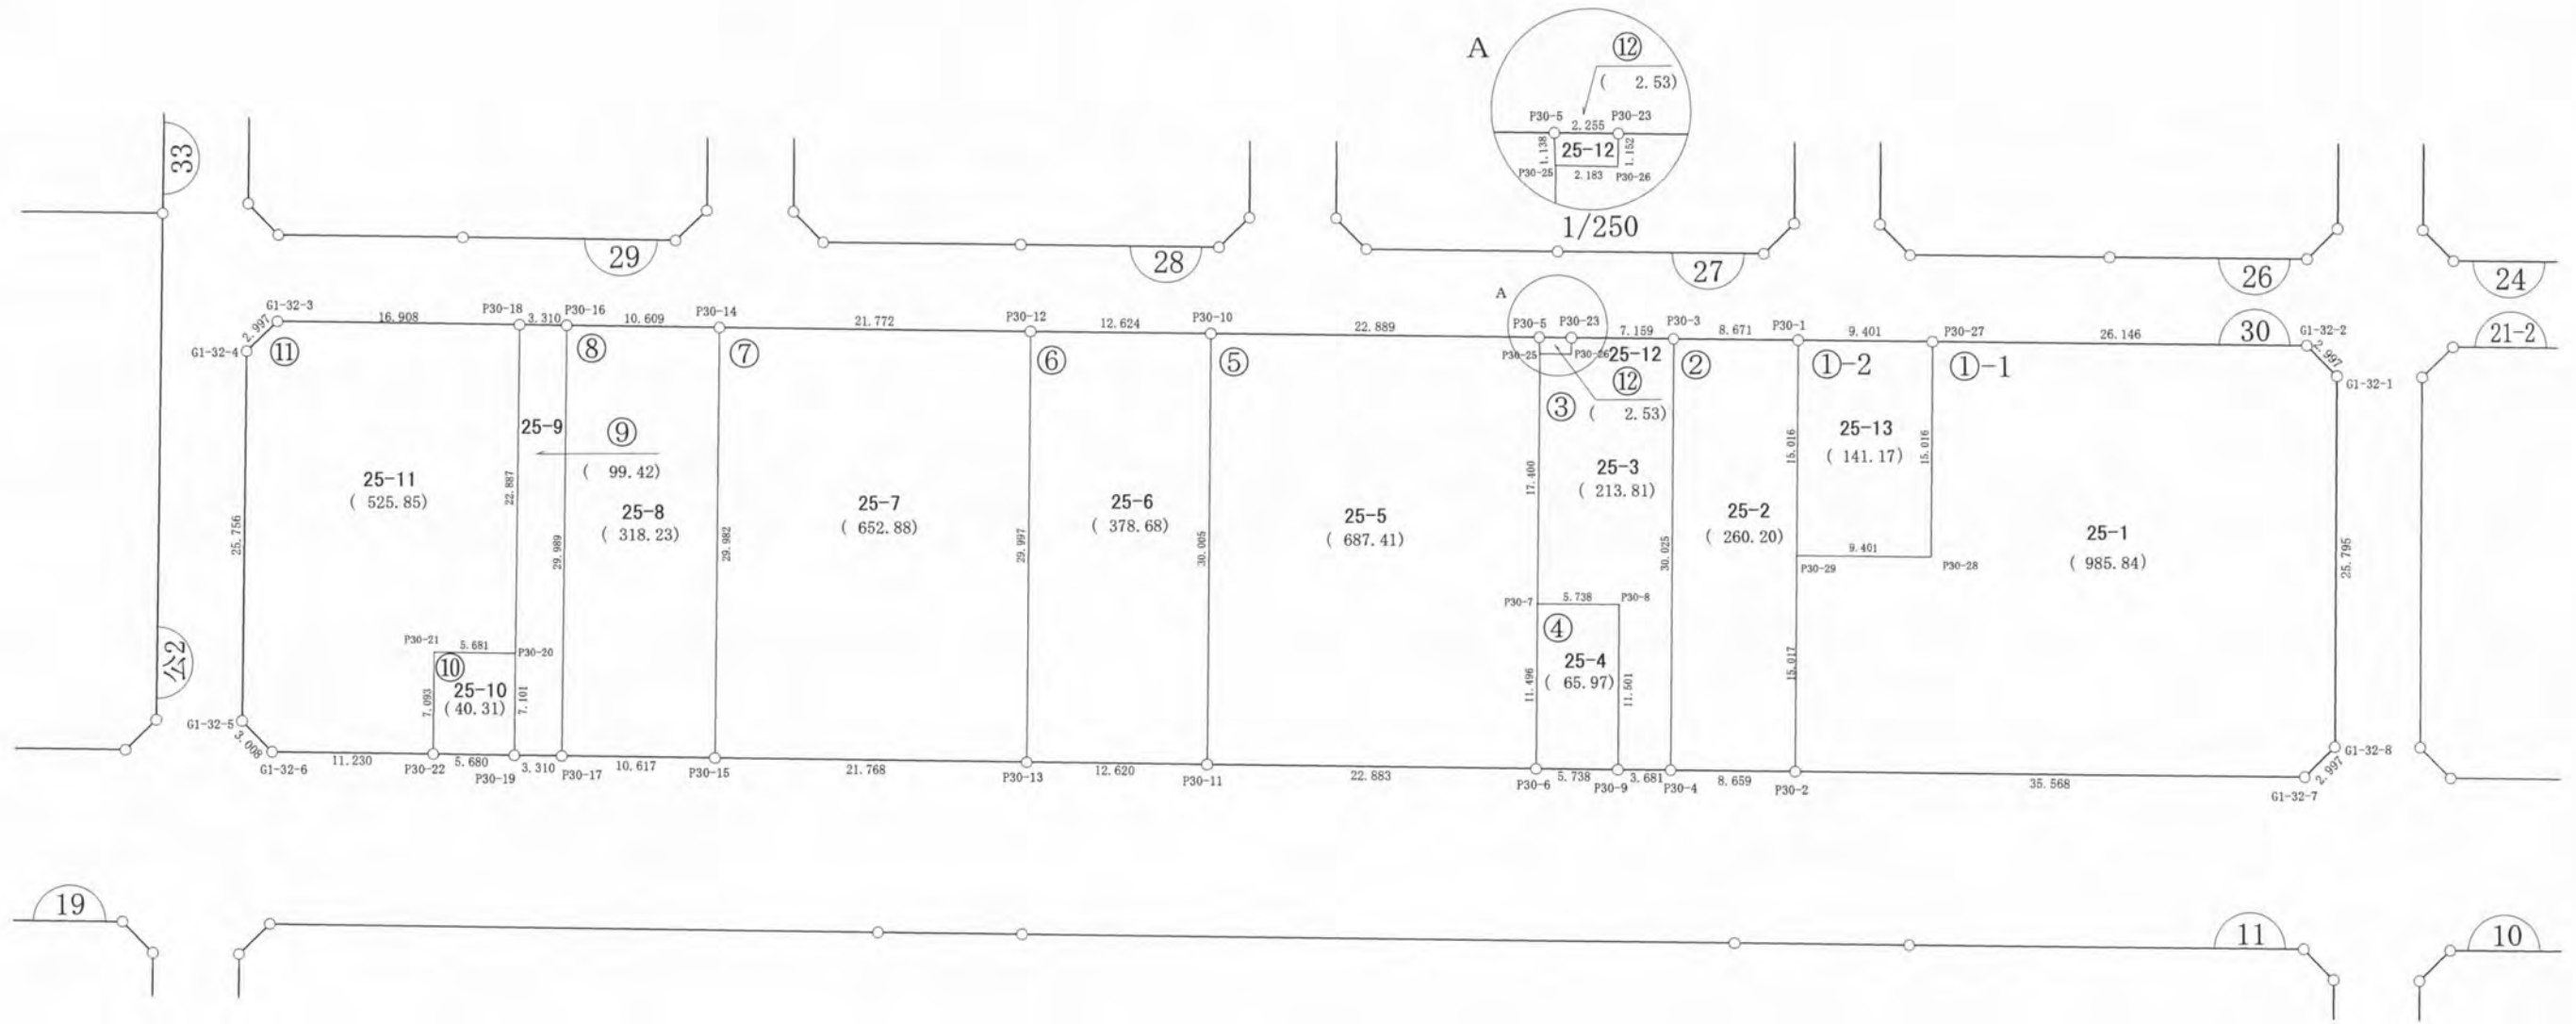 A
⑫
( 2.53)
P30-5
P30-23
2.255
1.138
25-12
1.152
P30-25
2.183
P30-26
1/250
33
29
28
27
26
24
G1-32-3
2.997
G1-32-4
⑪
16.908
P30-18
3.310
P30-16
⑧
10.609
P30-14
⑦
21.772
P30-12
⑥
12.624
P30-10
⑤
22.889
A
P30-5
P30-23
7.159
P30-3
8.671
P30-1
9.401
P30-27
26.146
30
G1-32-2
2.997
G1-32-1
21-2
P30-25
P30-26
25-12
⑫
( 2.53)
③
②
①-2
①-1
25-9
⑨
( 99.42)
25-11
( 525.85)
22.887
25.756
29.989
25-8
( 318.23)
29.982
25-7
( 652.88)
29.997
25-6
( 378.68)
30.005
25-5
( 687.41)
17.400
25-3
( 213.81)
30.025
25-2
( 260.20)
15.016
25-13
( 141.17)
15.016
9.401
P30-29
P30-28
25-1
( 985.84)
25.795
P30-7
5.738
P30-8
④
25-4
( 65.97)
11.496
11.501
15.017
P30-21
5.681
P30-20
⑩
25-10
( 40.31)
7.093
7.101
公2
G1-32-5
3.008
G1-32-6
11.230
P30-22
5.680
P30-19
3.310
P30-17
10.617
P30-15
21.768
P30-13
12.620
P30-11
22.883
P30-6
5.738
P30-9
3.681
P30-4
8.659
P30-2
35.568
G1-32-7
2.997
G1-32-8
19
11
10